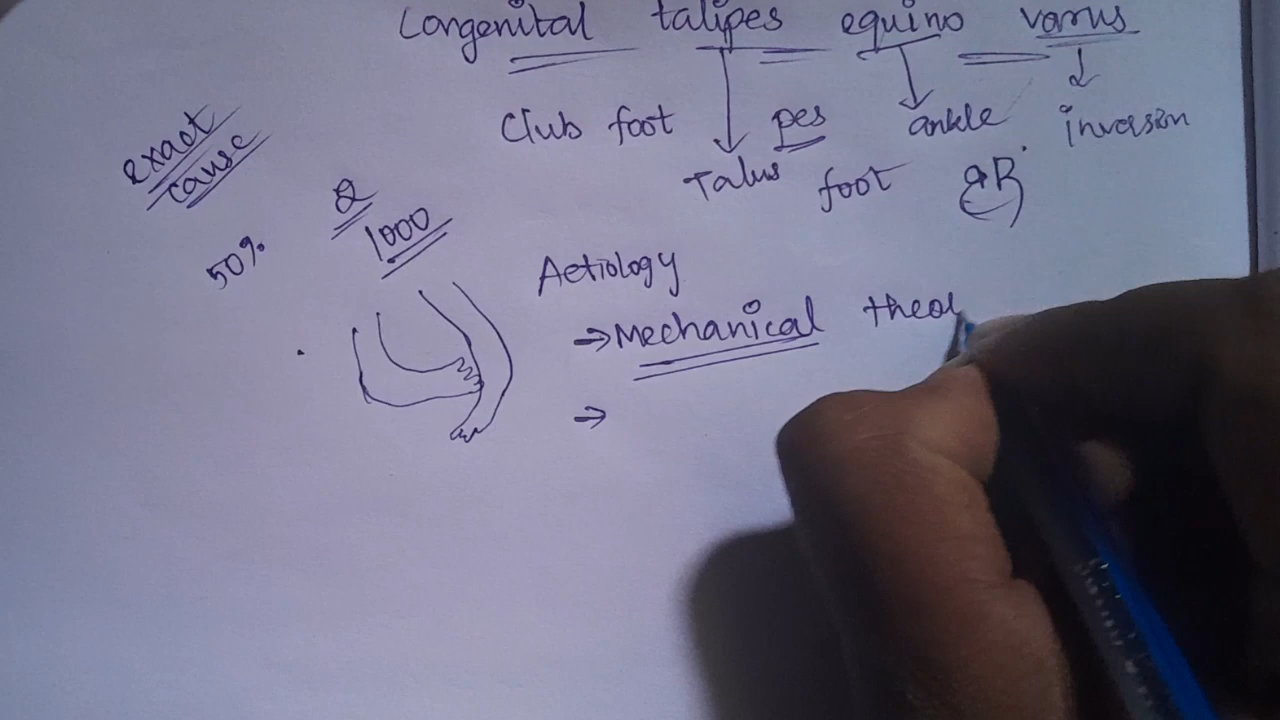 Congenital talipes equino varus
Club foot pes ankle inversion
Talus foot
exact
cause
2
1000
50%
Aetiology
→ Mechanical theo
→